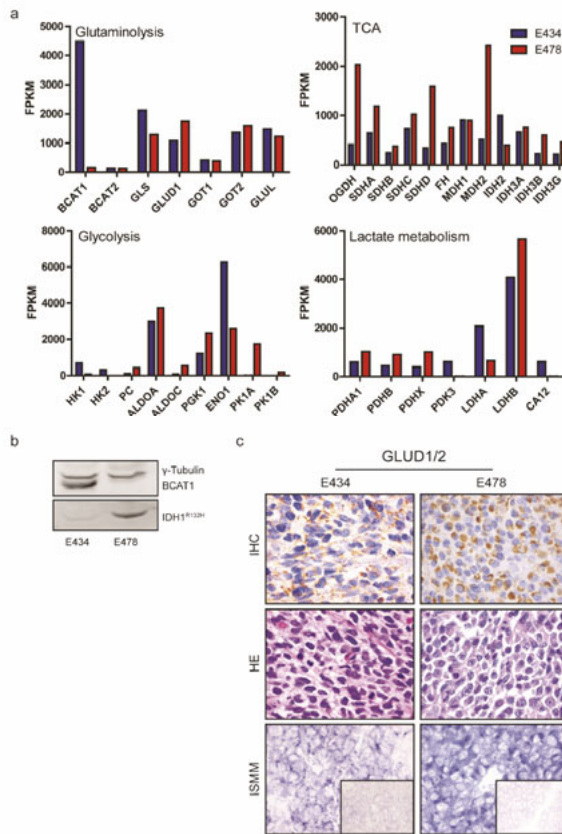 a
Glutaminolysis
FPKM
5000
4000
3000
2000
1000
0
BCAT1
BCAT2
GLS
GLUD1
GOT1
GOT2
GLUL
TCA
E434
E478
FPKM
3000
2000
1000
0
OGDH
SDHA
SDHB
SDHC
SDHD
FH
MDH1
MDH2
IDH2
IDH3A
IDH3B
IDH3G
Glycolysis
FPKM
8000
6000
4000
2000
0
HK1
HK2
PC
ALDOA
ALDOC
PGK1
ENO1
PK1A
PK1B
Lactate metabolism
FPKM
6000
4000
2000
0
PDHA1
PDHB
PDHX
PDK3
LDHA
LDHB
CA12
b
γ-Tubulin
BCAT1
IDH1R132H
E434 E478
c
GLUD1/2
E434 E478
IHC
HE
ISMM